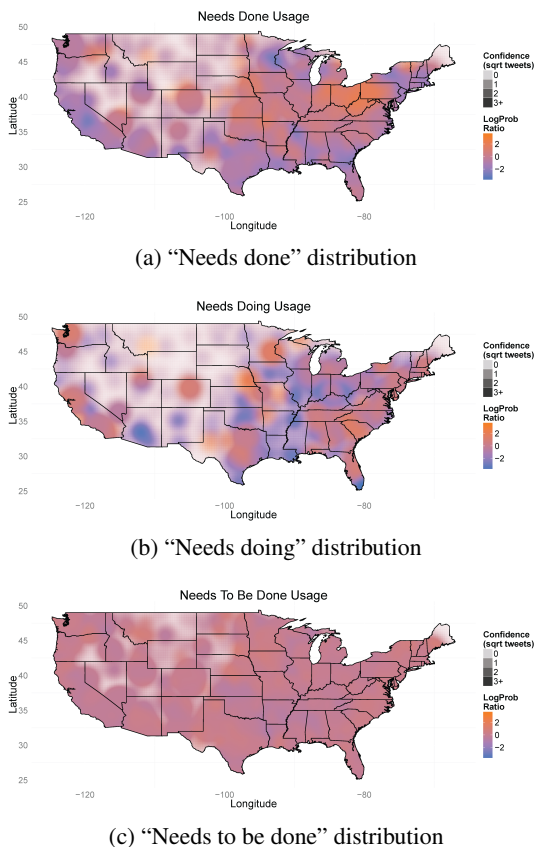 Needs Done Usage
50
45
40
35
30
25
Latitude
−120
−100
−80
Longitude
Confidence
(sqrt tweets)
0
1
2
3+
LogProb
Ratio
2
0
−2
(a) “Needs done” distribution
Needs Doing Usage
50
45
40
35
30
25
Latitude
−120
−100
−80
Longitude
Confidence
(sqrt tweets)
0
1
2
3+
LogProb
Ratio
2
0
−2
(b) “Needs doing” distribution
Needs To Be Done Usage
50
45
40
35
30
25
Latitude
−120
−100
−80
Longitude
Confidence
(sqrt tweets)
0
1
2
3+
LogProb
Ratio
2
0
−2
(c) “Needs to be done” distribution